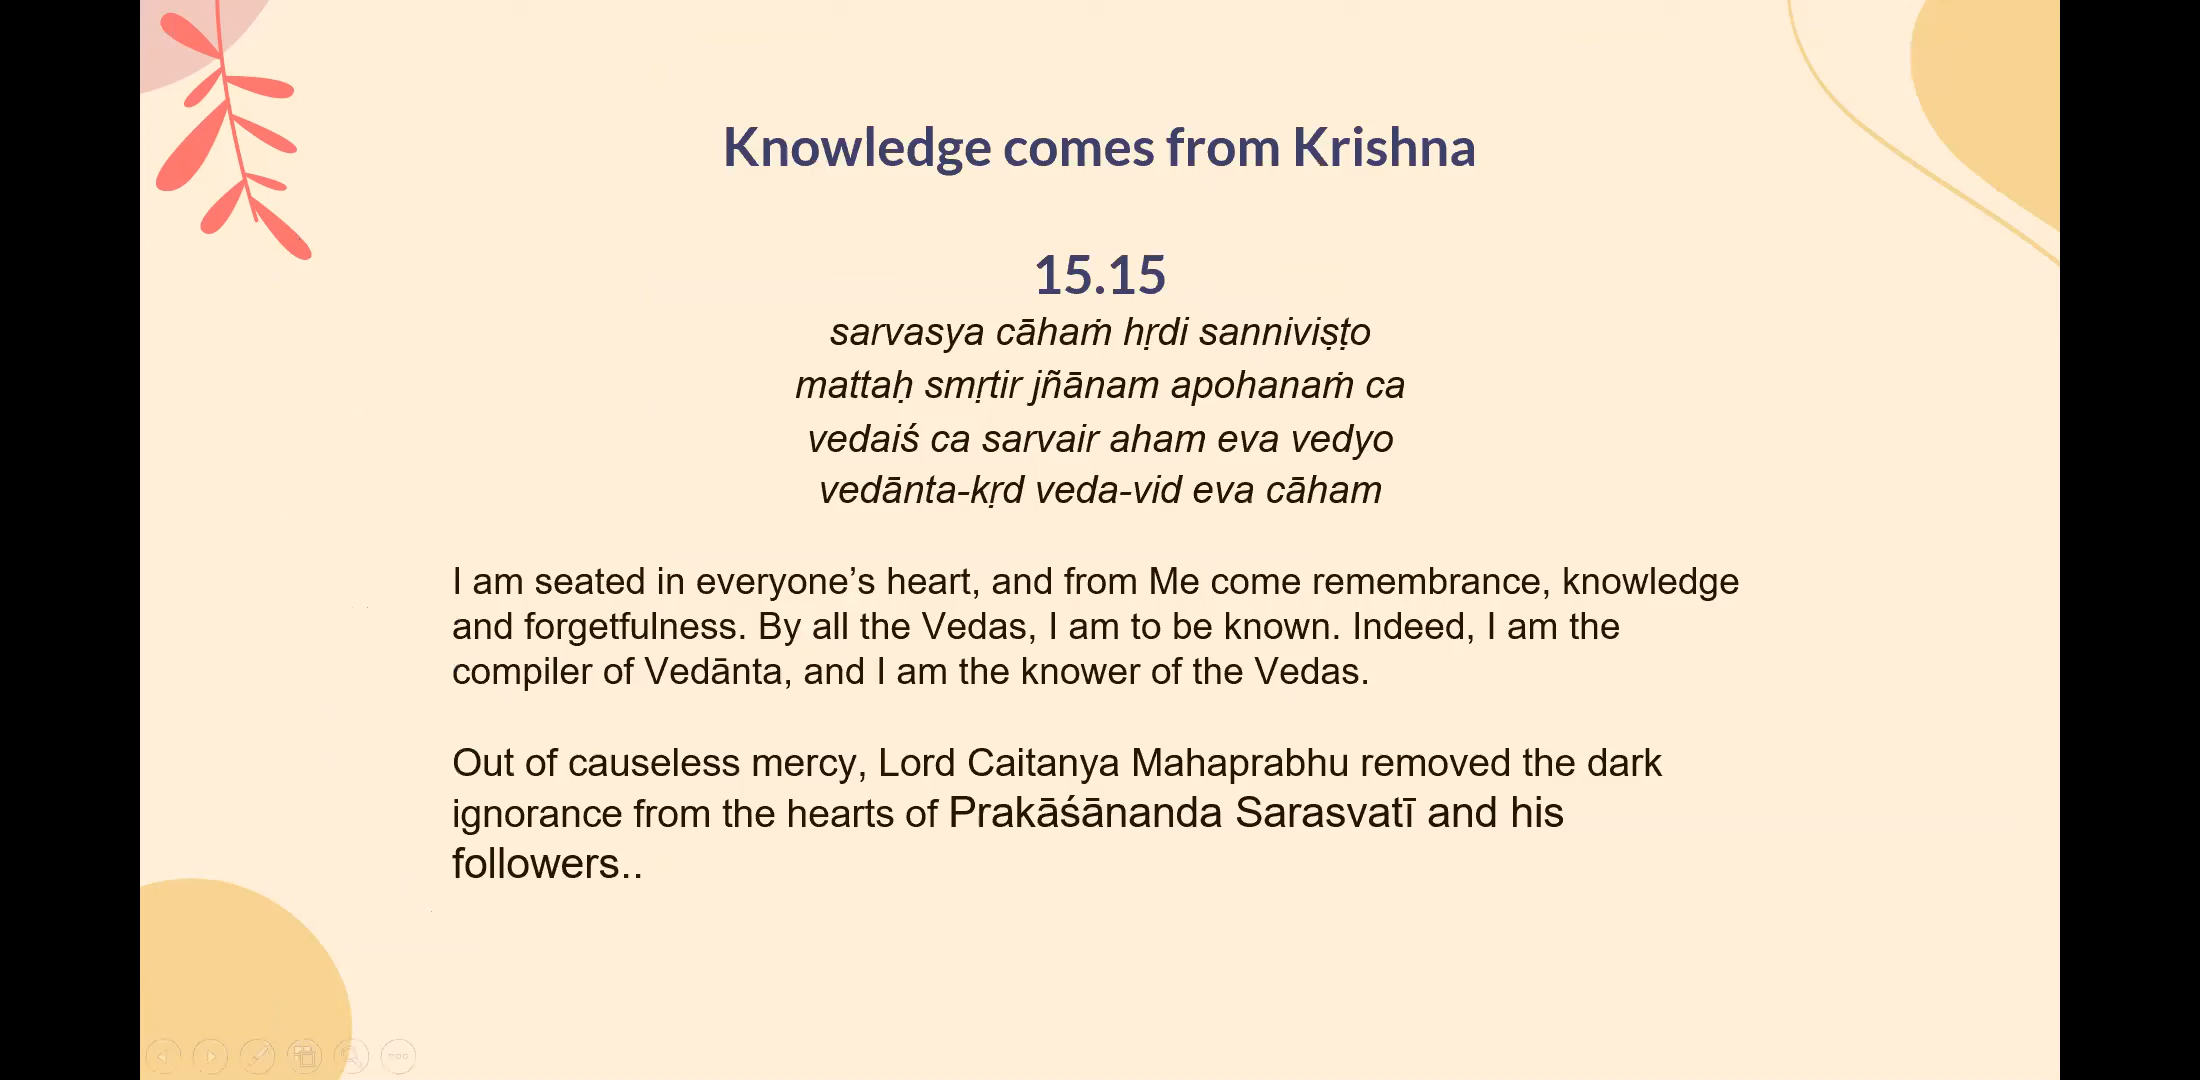 Knowledge comes from Krishna
15.15
sarvasya cāhaṁ hṛdi sanniviṣṭo
mattaḥ smṛtir jñānam apohanaṁ ca
vedaiś ca sarvair aham eva vedyo
vedānta-kṛd veda-vid eva cāham
I am seated in everyone’s heart, and from Me come remembrance, knowledge
and forgetfulness. By all the Vedas, I am to be known. Indeed, I am the
compiler of Vedānta, and I am the knower of the Vedas.
Out of causeless mercy, Lord Caitanya Mahaprabhu removed the dark
ignorance from the hearts of Prakāśānanda Sarasvatī and his
followers..